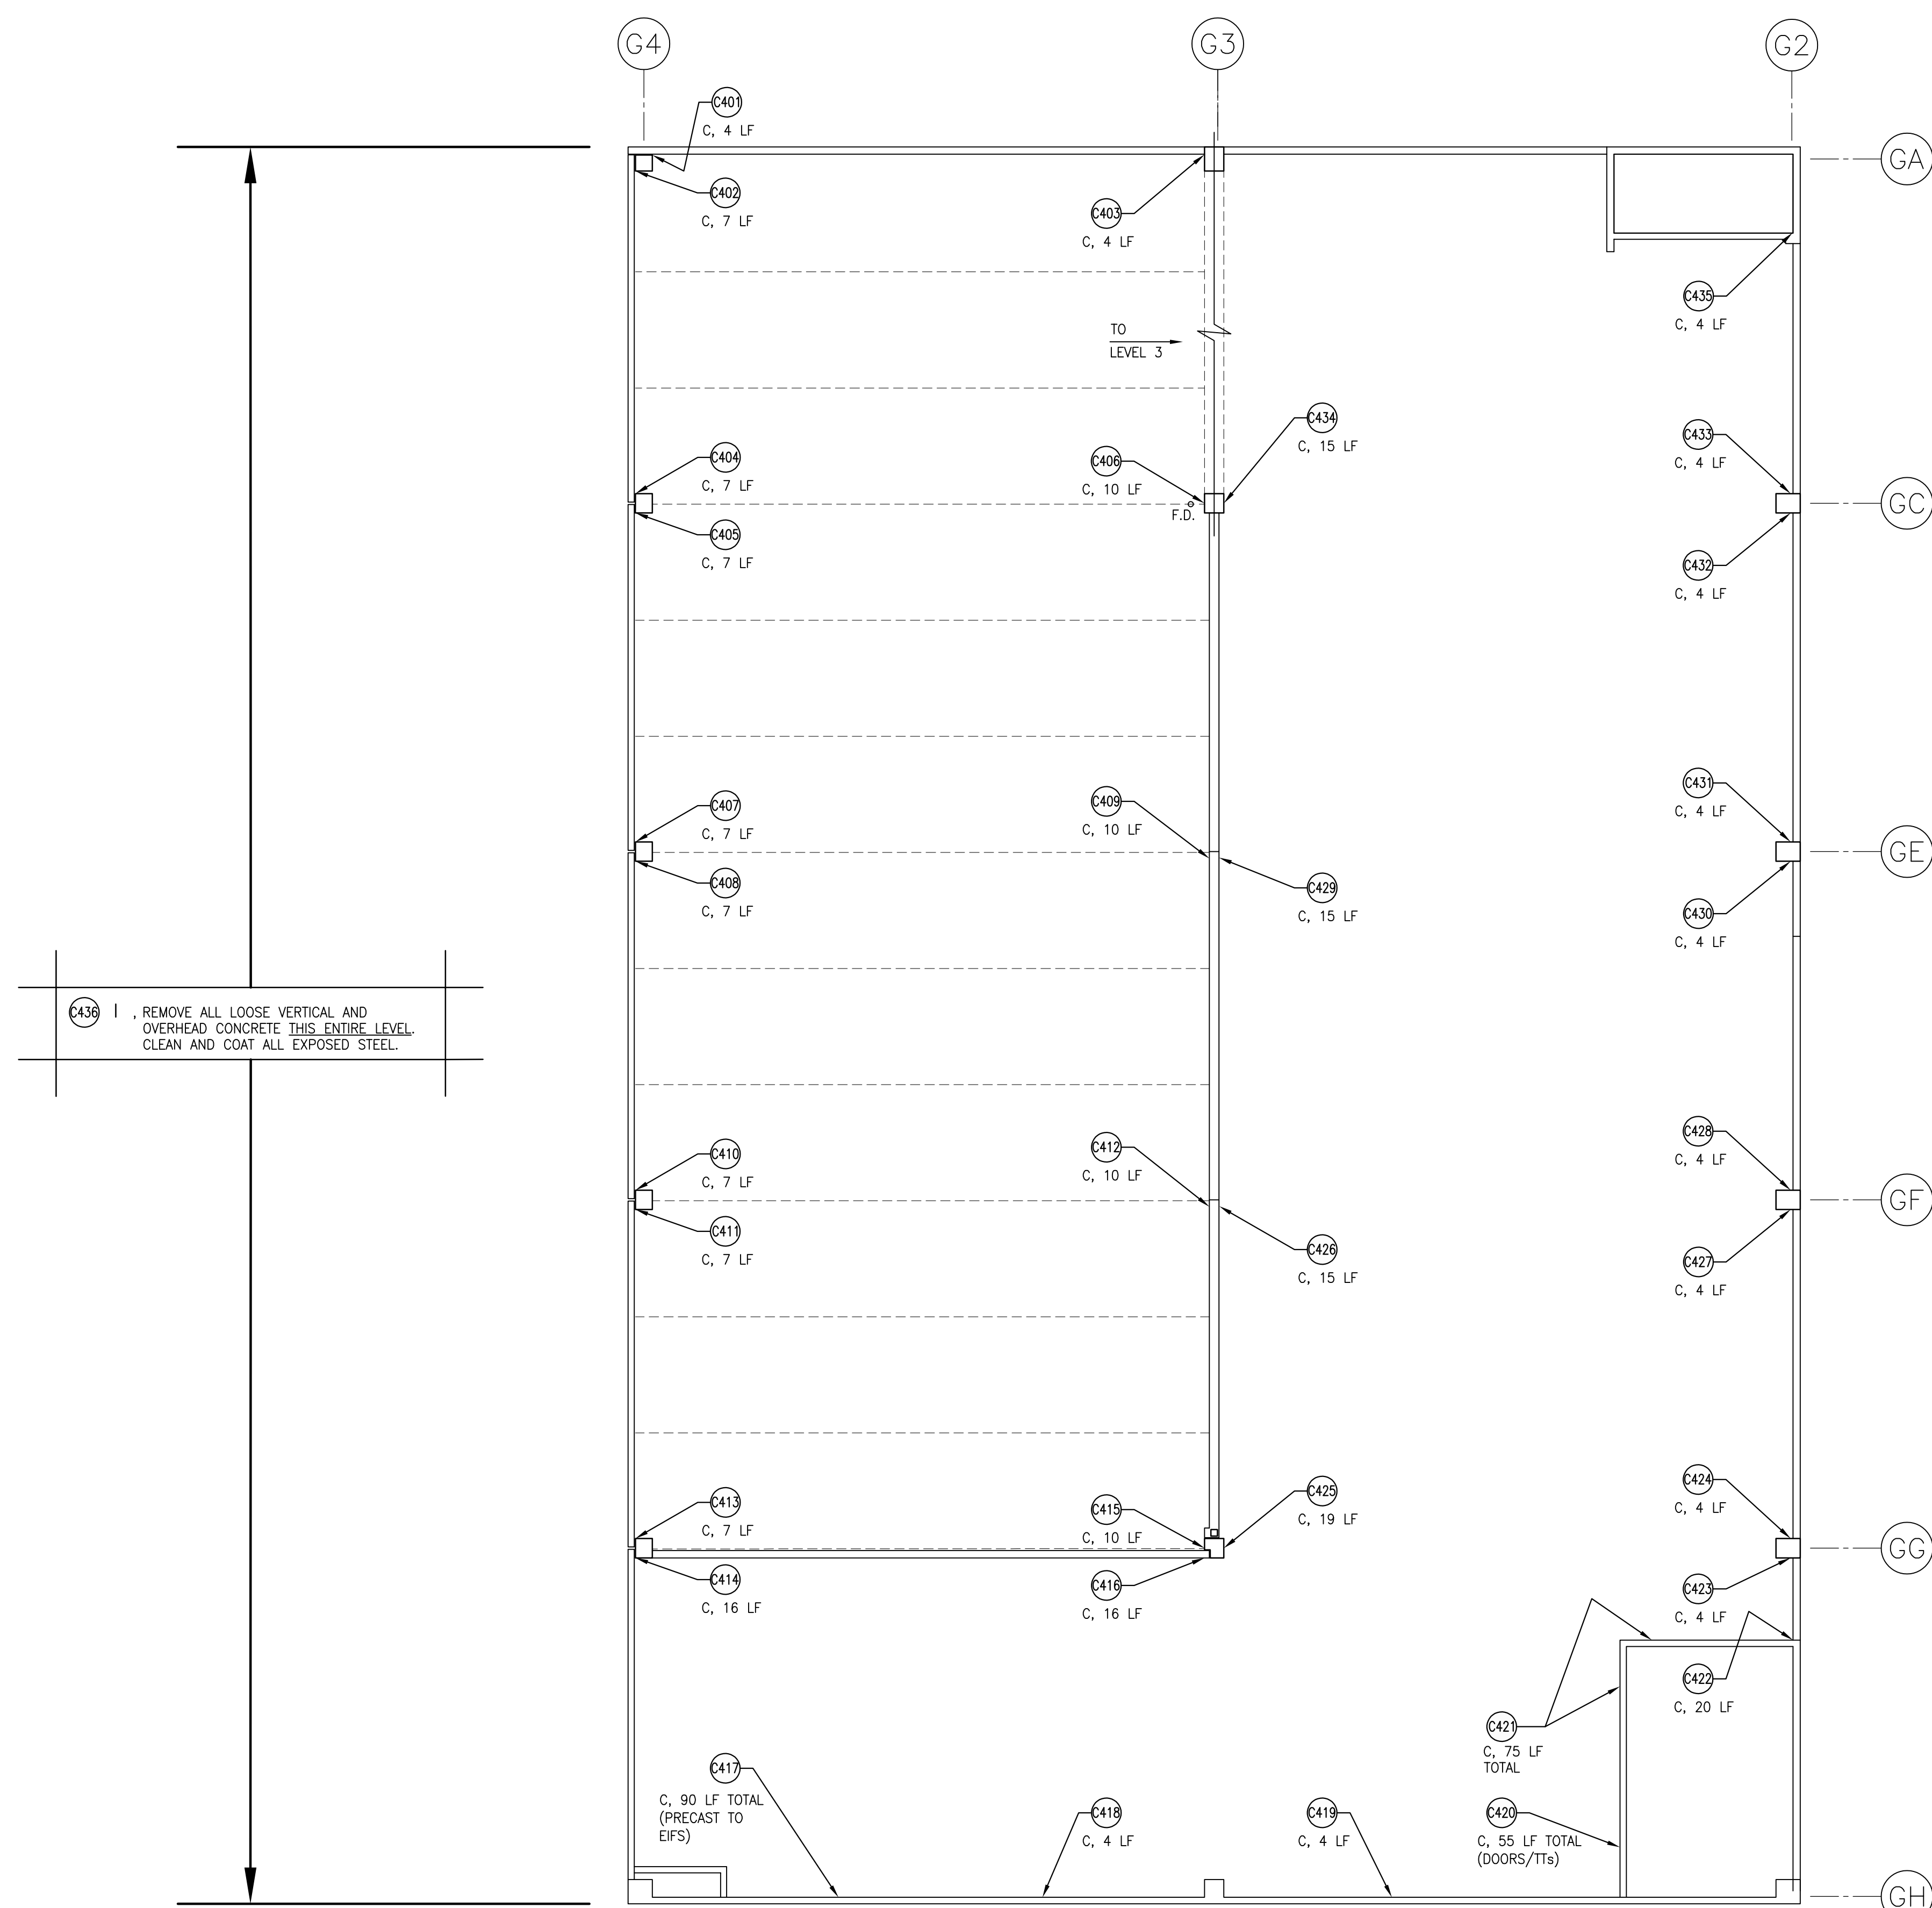 G4
G3
G2
C401
C, 4 LF
GA
C402
C, 7 LF
C403
C, 4 LF
C435
C, 4 LF
TO
LEVEL 3
C434
C, 15 LF
C433
C, 4 LF
C404
C, 7 LF
C406
C, 10 LF
F.D.
GC
C405
C, 7 LF
C432
C, 4 LF
C407
C, 7 LF
C409
C, 10 LF
C431
C, 4 LF
GE
C408
C, 7 LF
C429
C, 15 LF
C430
C, 4 LF
C436 I , REMOVE ALL LOOSE VERTICAL AND
OVERHEAD CONCRETE THIS ENTIRE LEVEL.
CLEAN AND COAT ALL EXPOSED STEEL.
C410
C, 7 LF
C412
C, 10 LF
C428
C, 4 LF
GF
C411
C, 7 LF
C426
C, 15 LF
C427
C, 4 LF
C413
C, 7 LF
C415
C, 10 LF
C425
C, 19 LF
C424
C, 4 LF
GG
C414
C, 16 LF
C416
C, 16 LF
C423
C, 4 LF
C422
C, 20 LF
C421
C, 75 LF
TOTAL
C417
C, 90 LF TOTAL
(PRECAST TO
EIFS)
C418
C, 4 LF
C419
C, 4 LF
C420
C, 55 LF TOTAL
(DOORS/TTs)
GH